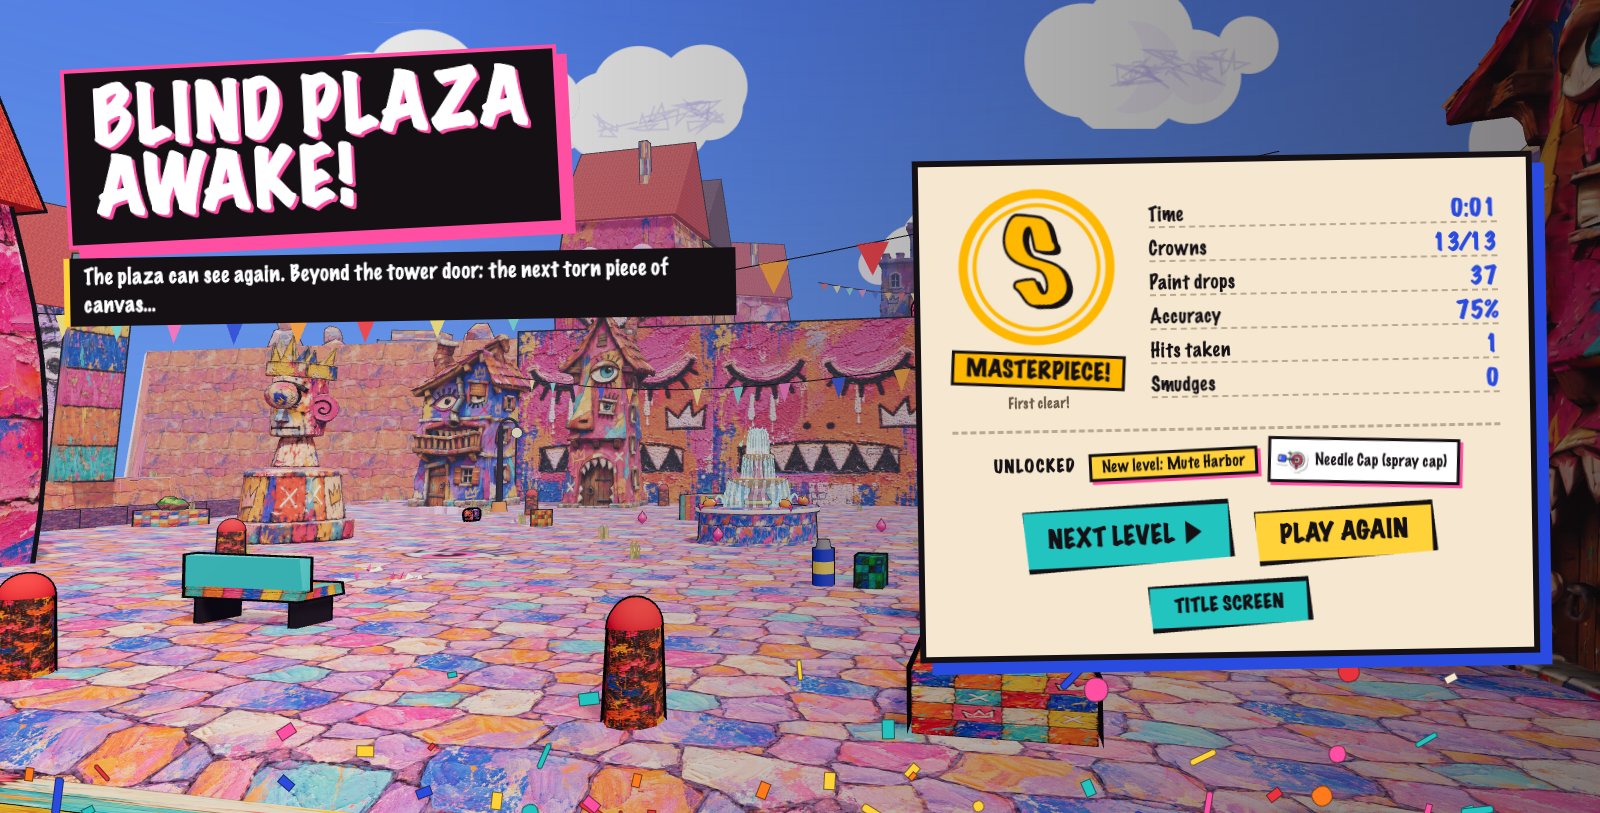 BLIND PLAZA
AWAKE!
The plaza can see again. Beyond the tower door: the next torn piece of
canvas...
S
MASTERPIECE!
First clear!
Time 0:01
Crowns 13/13
Paint drops 37
Accuracy 75%
Hits taken 1
Smudges 0
UNLOCKED New level: Mute Harbor Needle Cap (spray cap)
NEXT LEVEL ▶ PLAY AGAIN
TITLE SCREEN